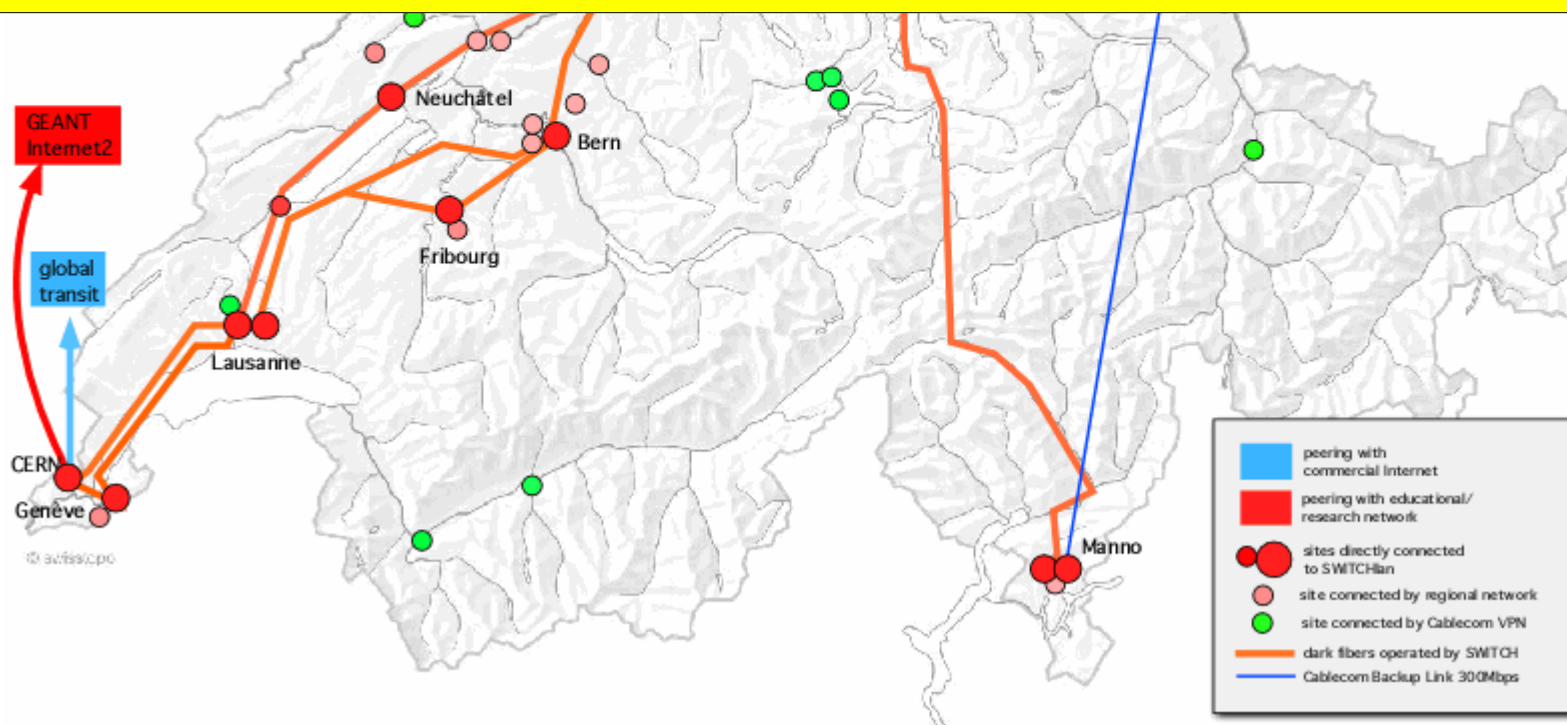 Neuchâtel
GEANT
Internet2
Bern
Fribourg
global
transit
Lausanne
CERN
Genève
© swisstopo
Manno
peering with
commercial Internet
peering with educational/
research network
sites directly connected
to SWITCHlan
site connected by regional network
site connected by Cablecom VPN
dark fibers operated by SWITCH
Cablecom Backup Link 300Mbps